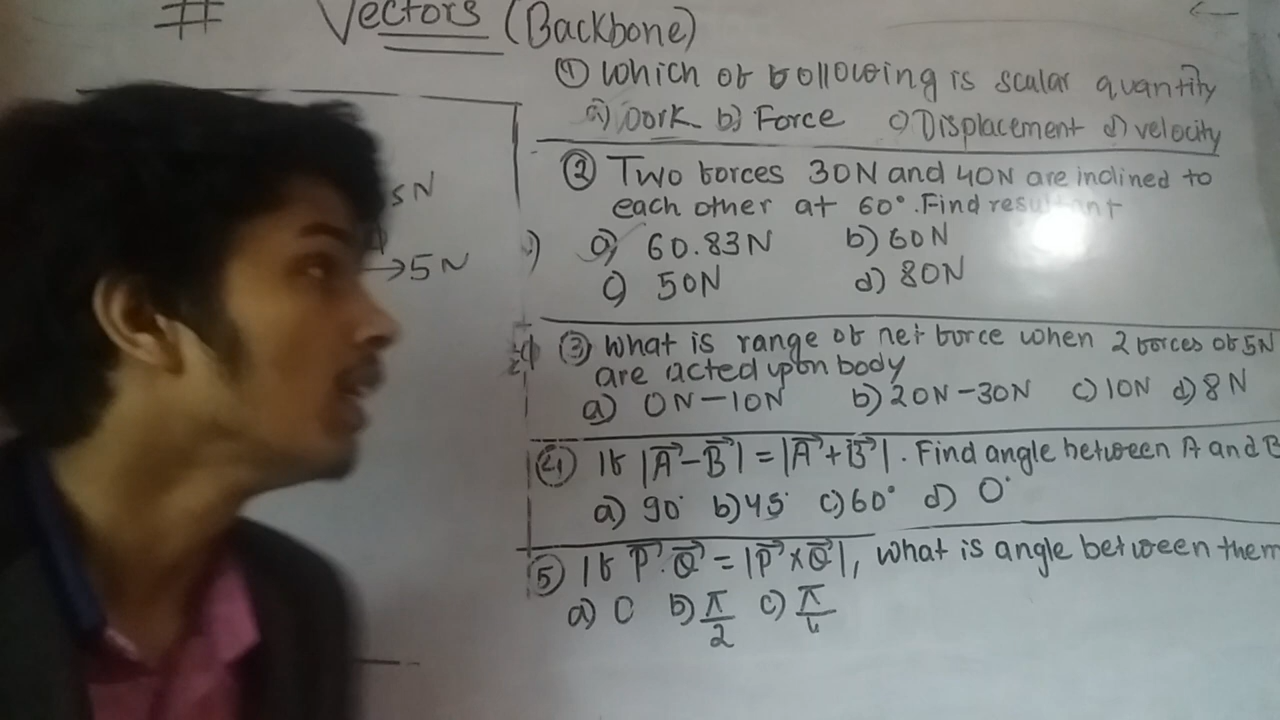 # Vectors (Backbone)
① Which of following is scalar quantity
a) Work b) Force c) Displacement d) velocity
② Two forces 30N and 40N are inclined to
each other at 60°. Find resultant
a) 60.83N b) 60N
c) 50N d) 80N
5N
→5N
③ What is range of net force when 2 forces of 5N
are acted upon body
a) 0N-10N b) 20N-30N c) 10N d) 8N
④ If |A⃗-B⃗| = |A⃗+B⃗|. Find angle between A and B
a) 90° b) 45° c) 60° d) 0°
⑤ If P⃗.Q⃗ = |P⃗×Q⃗|, what is angle between them
a) 0 b) π/2 c) π/4